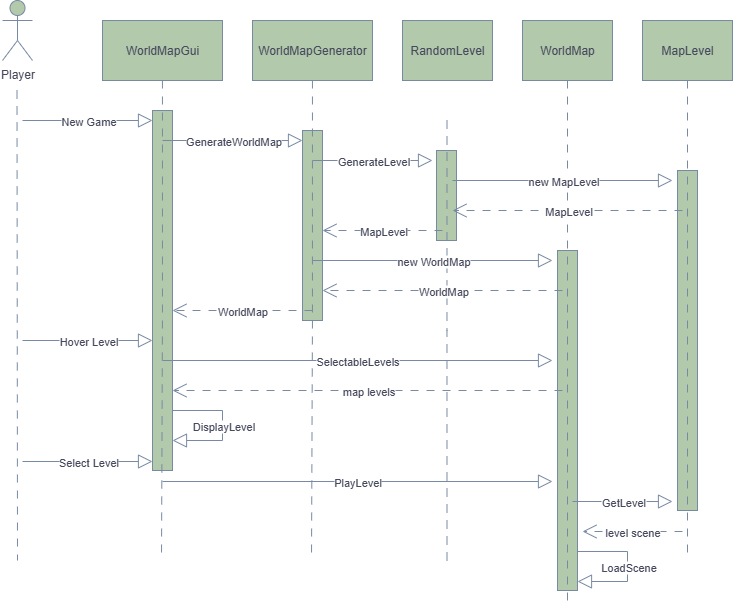 WorldMapGui
WorldMapGenerator
RandomLevel
WorldMap
MapLevel
Player
New Game
GenerateWorldMap
GenerateLevel
new MapLevel
MapLevel
MapLevel
new WorldMap
WorldMap
WorldMap
Hover Level
SelectableLevels
map levels
DisplayLevel
Select Level
PlayLevel
GetLevel
level scene
LoadScene